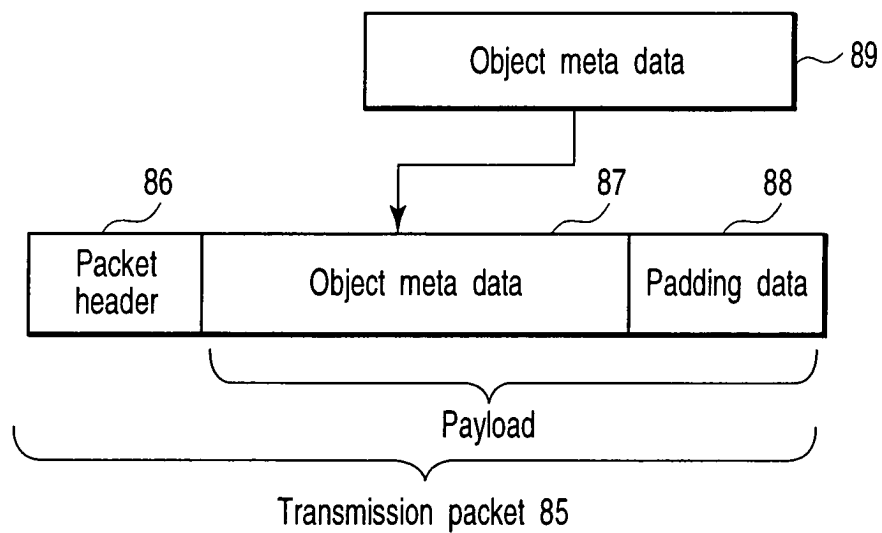 Object meta data
89
86
87
88
Packet
header
Object meta data
Padding data
Payload
Transmission packet 85